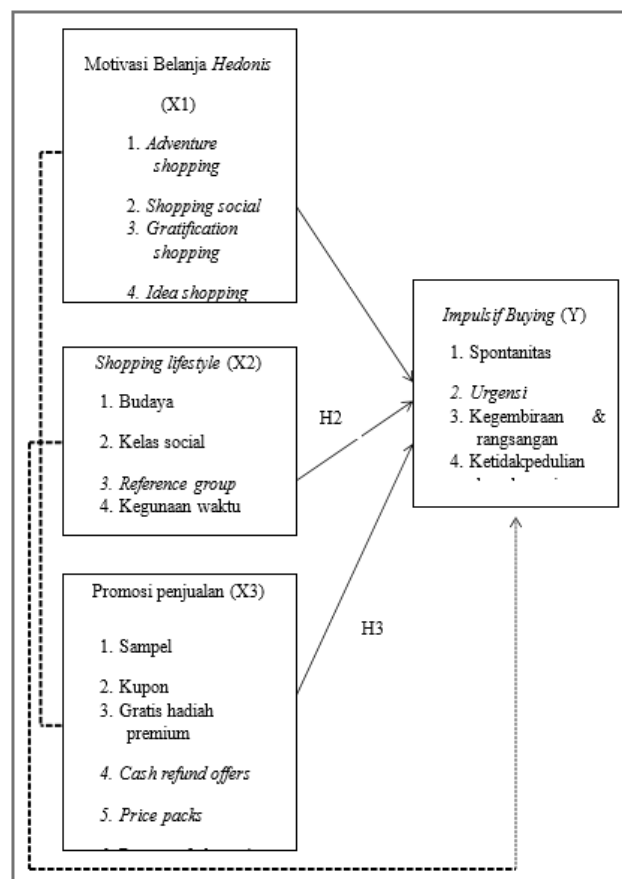 Motivasi Belanja Hedonis
(X1)
1. Adventure
shopping
2. Shopping social
3. Gratification
shopping
4. Idea shopping
Shopping lifestyle (X2)
1. Budaya
2. Kelas social
3. Reference group
4. Kegunaan waktu
Promosi penjualan (X3)
1. Sampel
2. Kupon
3. Gratis hadiah
premium
4. Cash refund offers
5. Price packs
H2
H3
Impulsif Buying (Y)
1. Spontanitas
2. Urgensi
3. Kegembiraan &
rangsangan
4. Ketidakpedulian